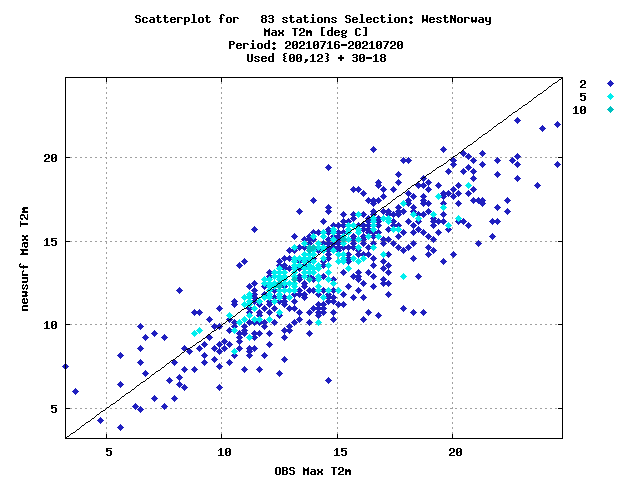 Scatterplot for 83 stations Selection: WestNorway
Max T2m [deg C]
Period: 20210716-20210720
Used {00,12} + 30-18
2
5
10
20
15
10
5
newsurf Max T2m
5 10 15 20
OBS Max T2m